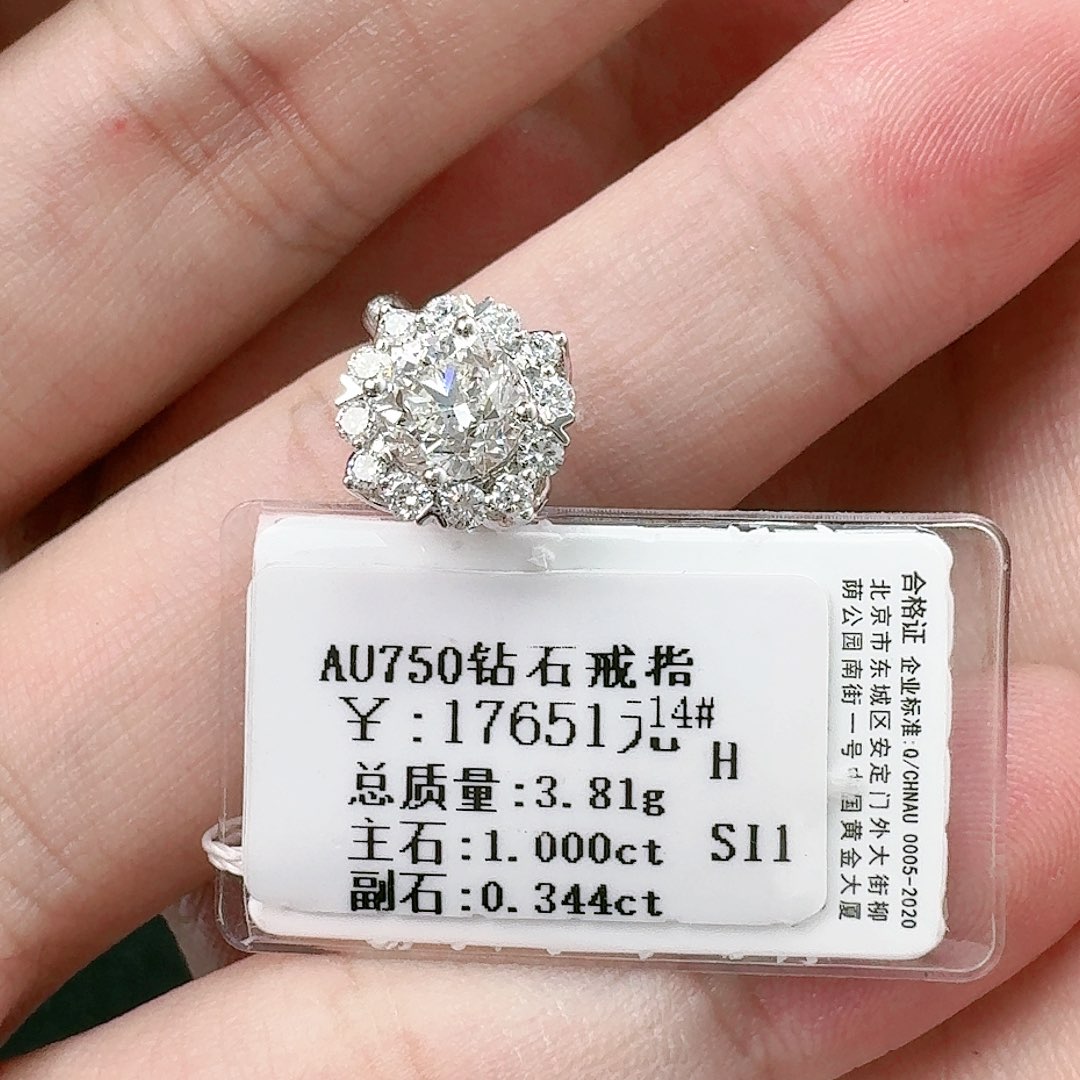 AU750钻石戒指
¥:176517 14#
H
总质量:3.81g
主石:1.000ct SI1
副石:0.344ct
合格证 企业标准:Q/CHNAU 0005-2020
北京市东城区安定门外大街柳
荫公园南街一号中国黄金大厦